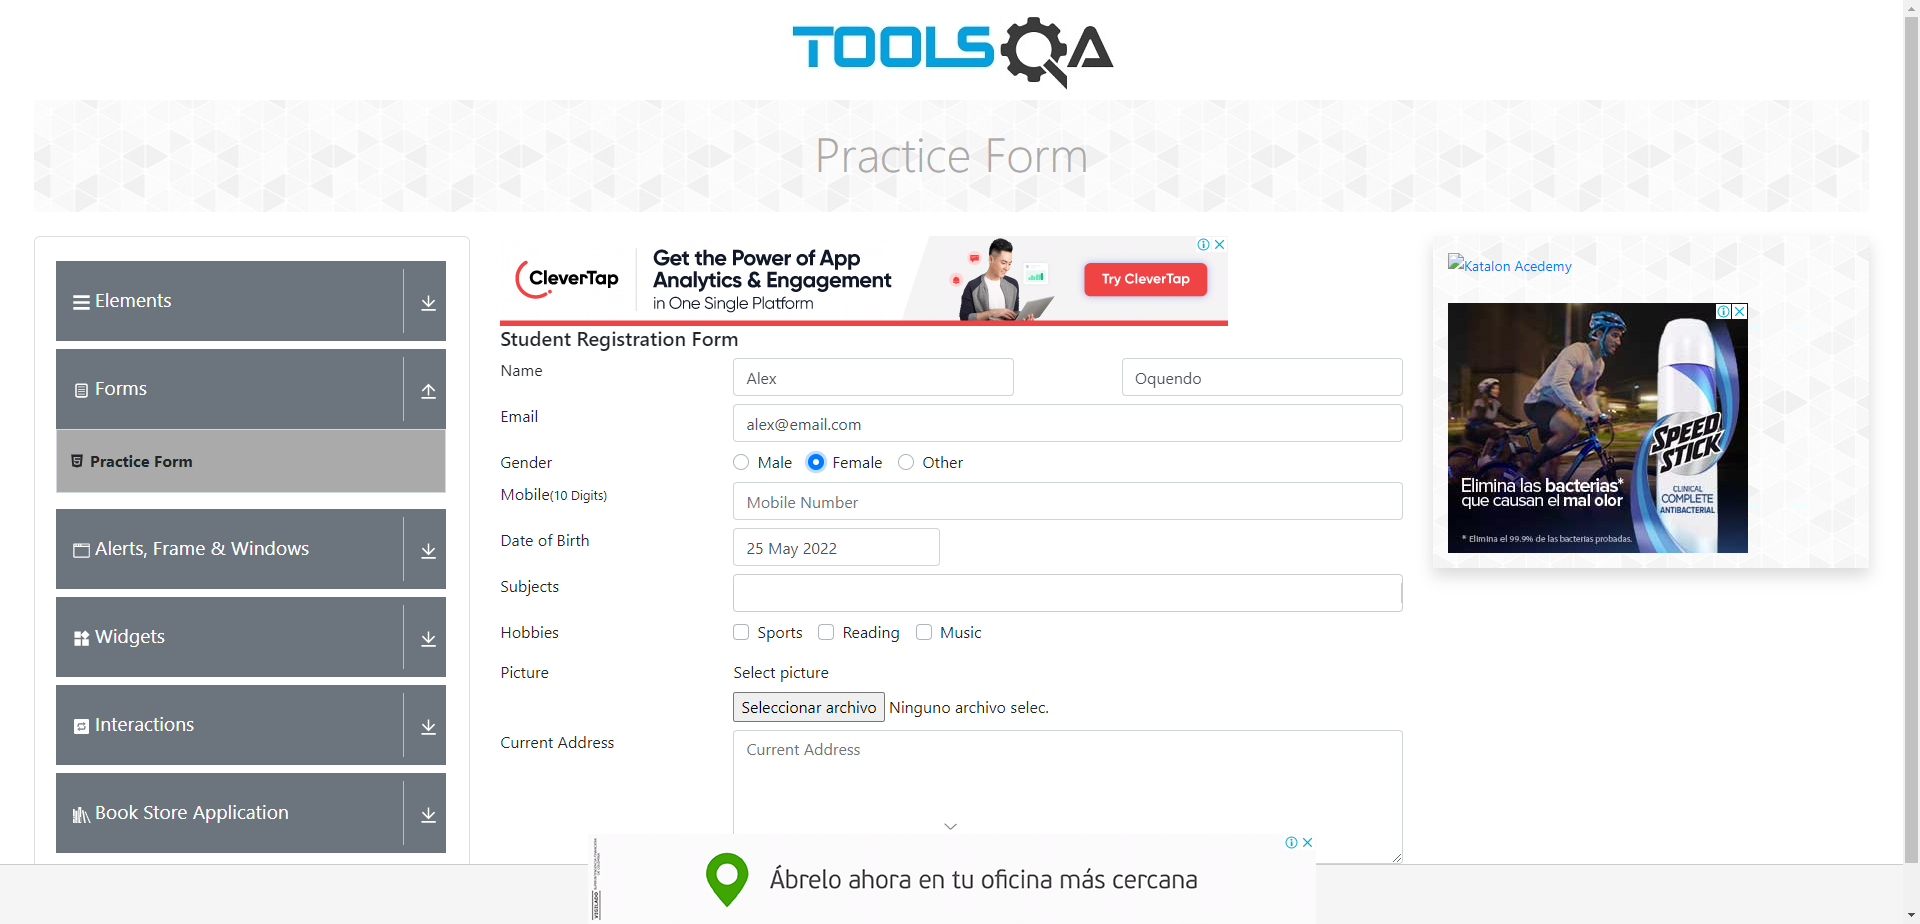 TOOLSQA
Practice Form
Elements
Forms
Practice Form
Alerts, Frame & Windows
Widgets
Interactions
Book Store Application
CleverTap
Get the Power of App
Analytics & Engagement
in One Single Platform
Try CleverTap
Student Registration Form
Name
Alex
Oquendo
Email
alex@email.com
Gender
Male
Female
Other
Mobile(10 Digits)
Mobile Number
Date of Birth
25 May 2022
Subjects
Hobbies
Sports
Reading
Music
Picture
Select picture
Seleccionar archivo
Ninguno archivo selec.
Current Address
Current Address
Katalon Acedemy
SPEED
STICK
CLINICAL
COMPLETE
ANTIBACTERIAL
Elimina las bacterias*
que causan el mal olor
* Elimina el 99.9% de las bacterias probadas.
VIGILADO
Ábrelo ahora en tu oficina más cercana